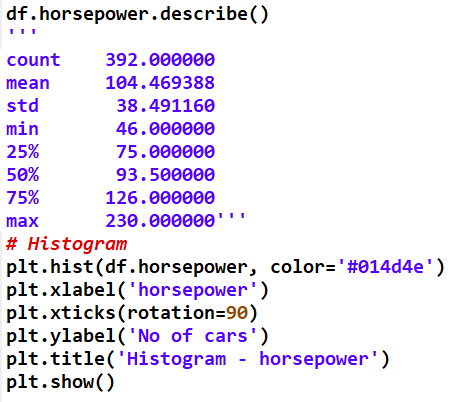 df.horsepower.describe()
'''
count    392.000000
mean     104.469388
std       38.491160
min       46.000000
25%       75.000000
50%       93.500000
75%      126.000000
max      230.000000'''
# Histogram
plt.hist(df.horsepower, color='#014d4e')
plt.xlabel('horsepower')
plt.xticks(rotation=90)
plt.ylabel('No of cars')
plt.title('Histogram - horsepower')
plt.show()